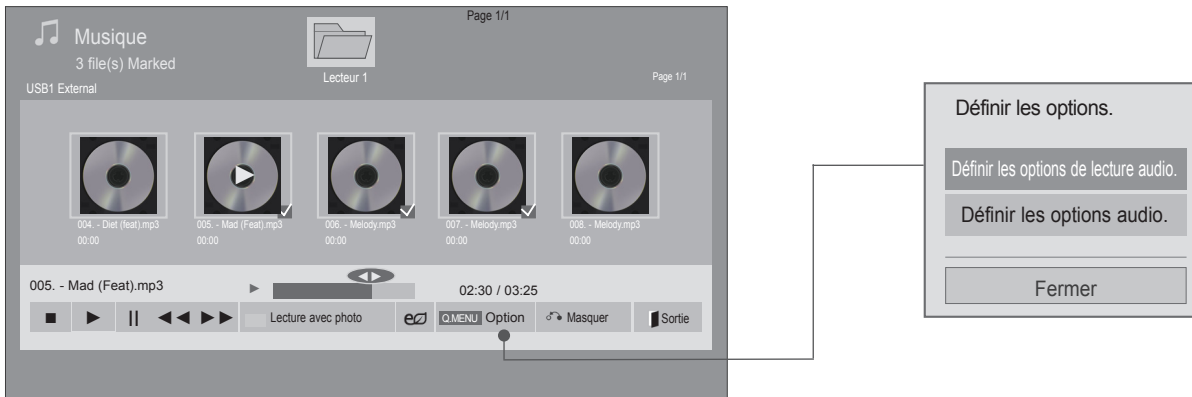 Page 1/1
Musique
3 file(s) Marked
Lecteur 1
Page 1/1
USB1 External
004. - Diet (feat).mp3
00:00
005. - Mad (Feat).mp3
00:00
006. - Melody.mp3
00:00
007. - Melody.mp3
00:00
008. - Melody.mp3
00:00
005. - Mad (Feat).mp3
02:30 / 03:25
Lecture avec photo
Q.MENU Option
Masquer
Sortie
Définir les options.
Définir les options de lecture audio.
Définir les options audio.
Fermer